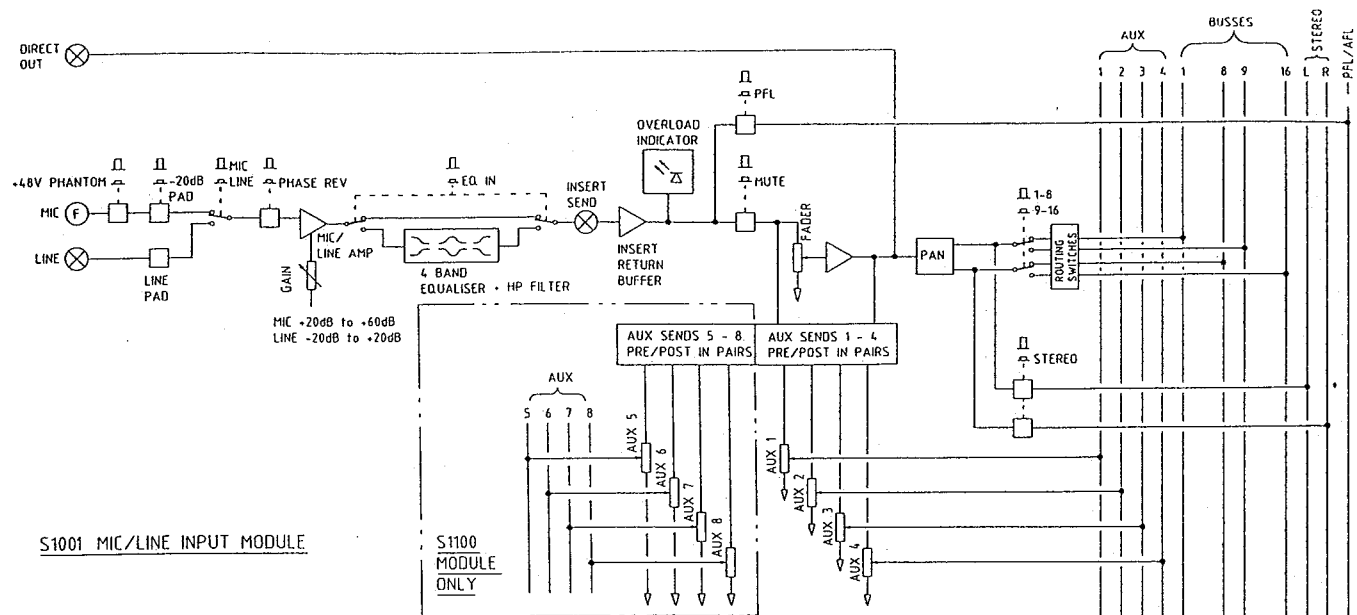 DIRECT
OUT
AUX
BUSSES
STEREO
PFL/AFL
1 2 3 4 1 8 9 16 L R
PFL
OVERLOAD
INDICATOR
+48V PHANTOM
-20dB
PAD
MIC
LINE
PHASE REV
EQ IN
INSERT
SEND
MUTE
1-8
9-16
MIC
F
FADER
LINE
LINE
PAD
GAIN
MIC/
LINE AMP
4 BAND
EQUALISER + HP FILTER
INSERT
RETURN
BUFFER
PAN
ROUTING
SWITCHES
MIC +20dB to +60dB
LINE -20dB to +20dB
AUX SENDS 5 - 8.
PRE/POST IN PAIRS
AUX SENDS 1 - 4
PRE/POST IN PAIRS
STEREO
AUX
5 6 7 8
AUX 5
AUX 6
AUX 7
AUX 8
AUX 1
AUX 2
AUX 3
AUX 4
S1001 MIC/LINE INPUT MODULE
S1100
MODULE
ONLY